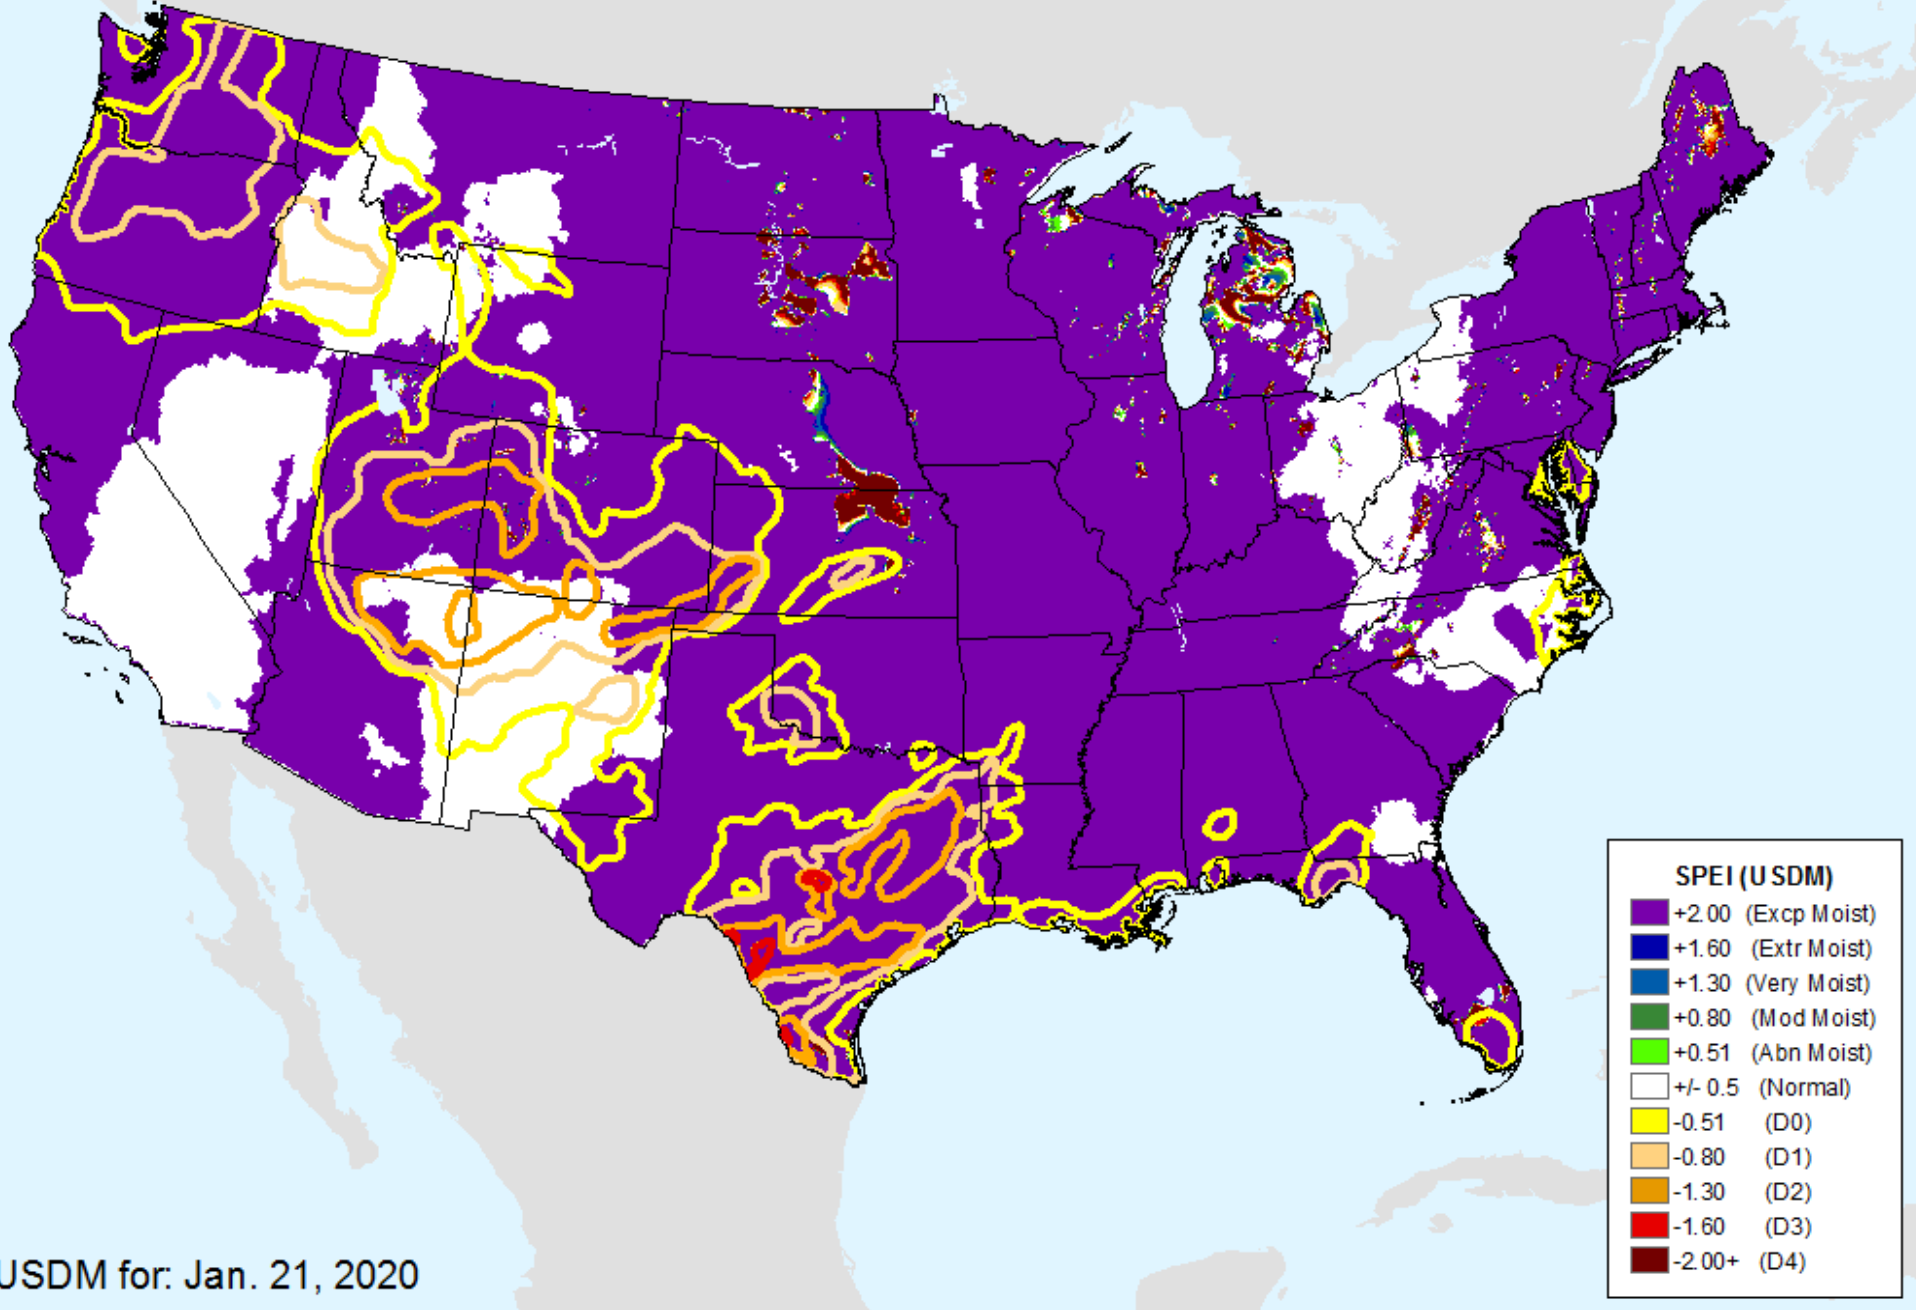 SPEI (USDM)
+2.00 (Excp Moist)
+1.60 (Extr Moist)
+1.30 (Very Moist)
+0.80 (Mod Moist)
+0.51 (Abn Moist)
+/- 0.5 (Normal)
-0.51 (D0)
-0.80 (D1)
-1.30 (D2)
-1.60 (D3)
-2.00+ (D4)
USDM for: Jan. 21, 2020